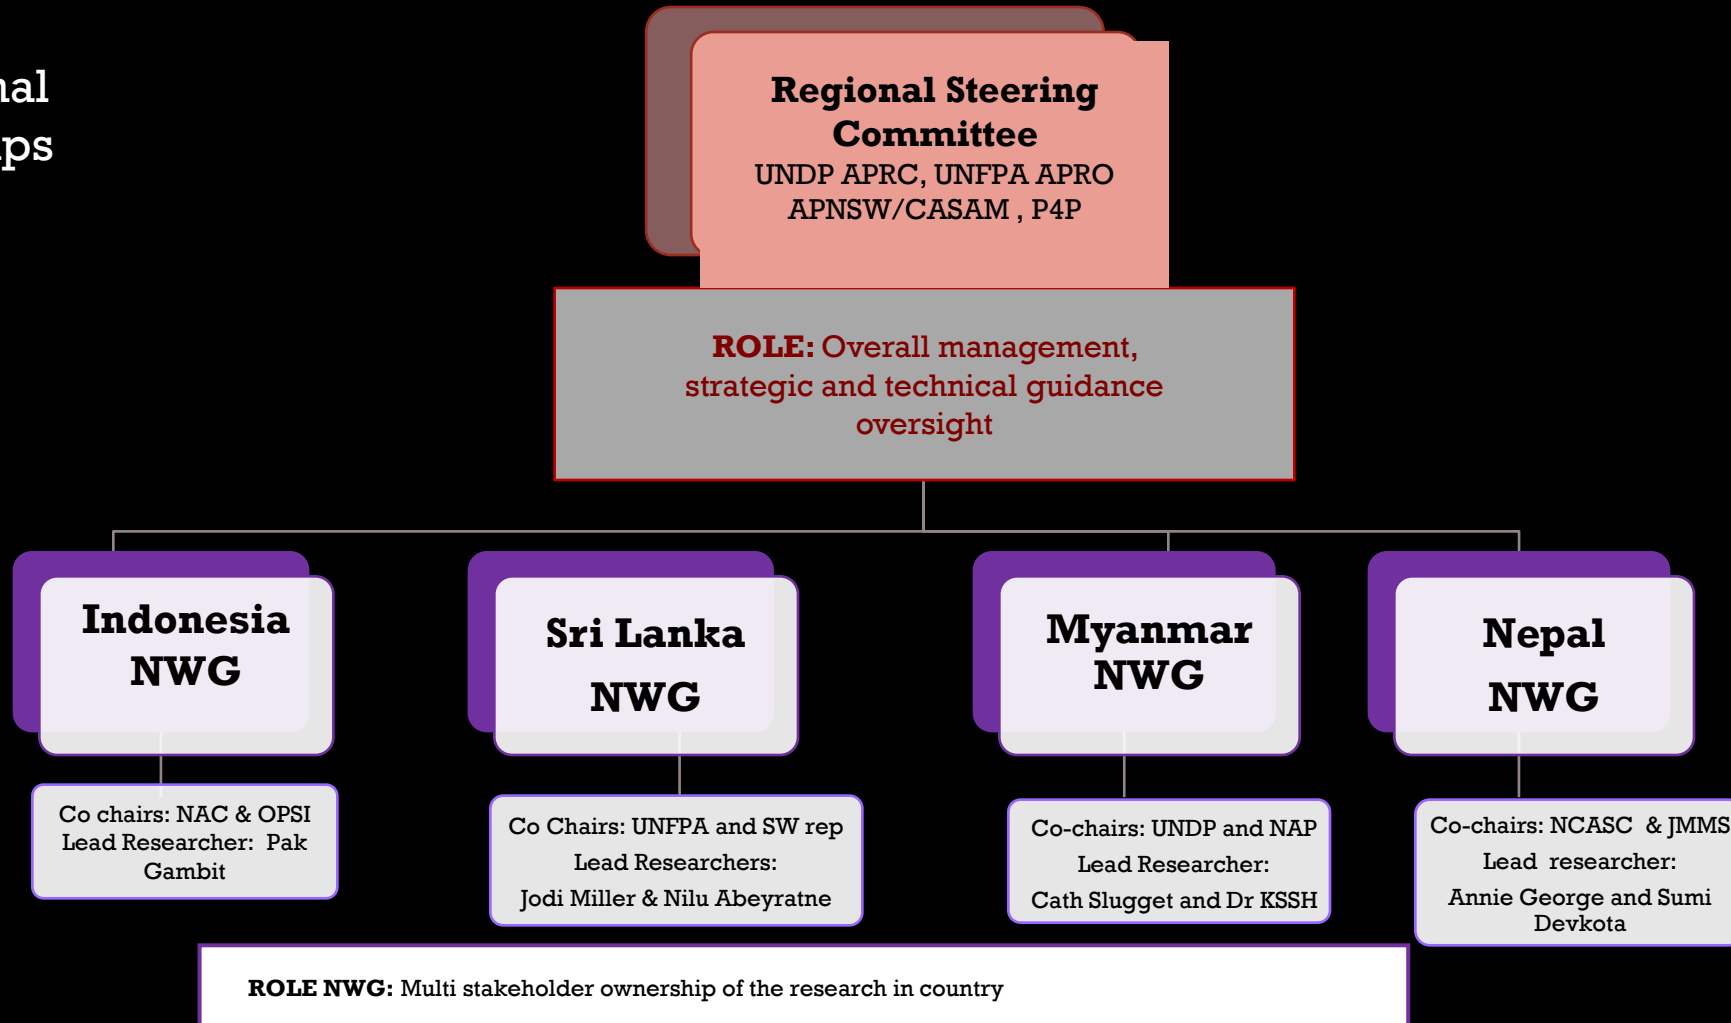 nal
ps
Regional Steering
Committee
UNDP APRC, UNFPA APRO
APNSW/CASAM , P4P
ROLE: Overall management,
strategic and technical guidance
oversight
Indonesia
NWG
Sri Lanka
NWG
Myanmar
NWG
Nepal
NWG
Co chairs: NAC & OPSI
Lead Researcher: Pak
Gambit
Co Chairs: UNFPA and SW rep
Lead Researchers:
Jodi Miller & Nilu Abeyratne
Co-chairs: UNDP and NAP
Lead Researcher:
Cath Slugget and Dr KSSH
Co-chairs: NCASC & JMMS
Lead researcher:
Annie George and Sumi
Devkota
ROLE NWG: Multi stakeholder ownership of the research in country